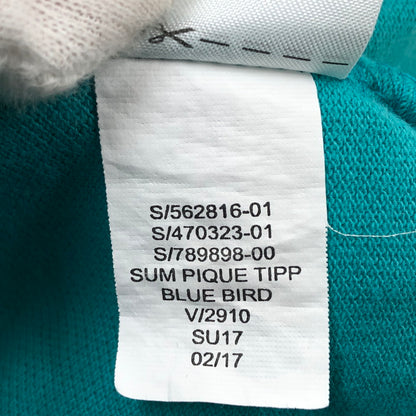 S/562816-01
S/470323-01
S/789898-00
SUM PIQUE TIPP
BLUE BIRD
V/2910
SU17
02/17